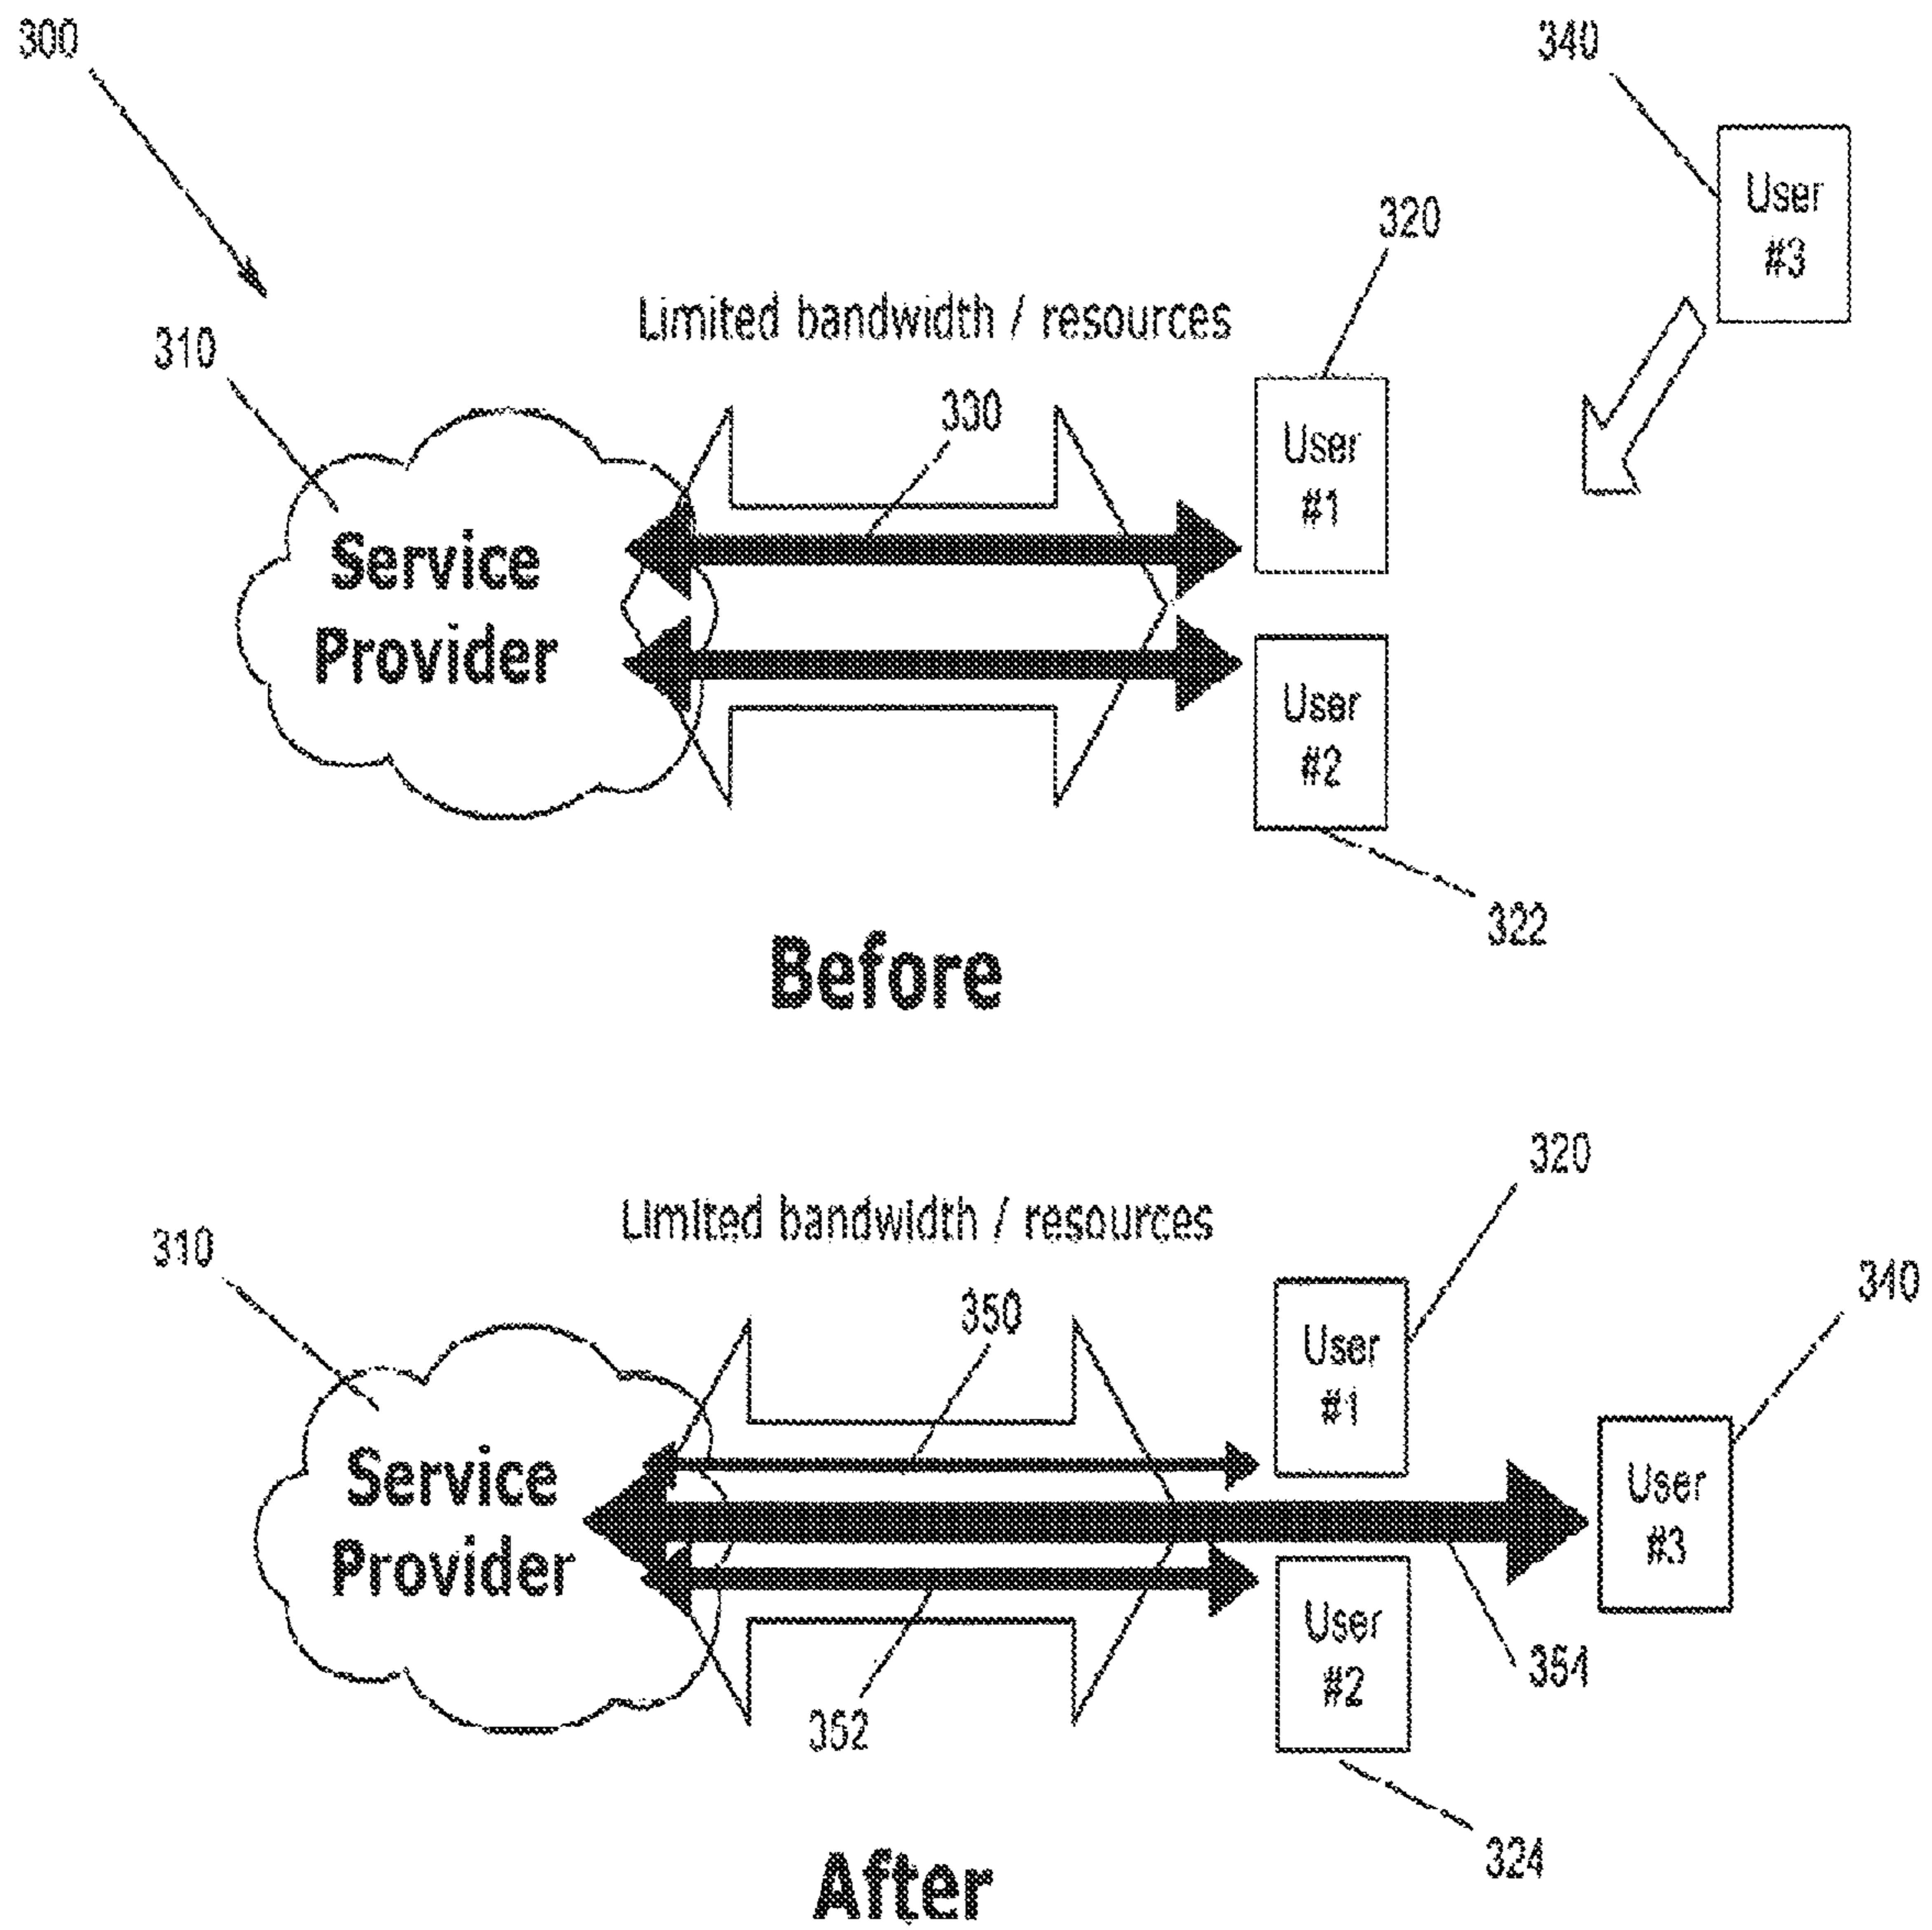 300
340
User
#3
320
Limited bandwidth / resources
310
330
User
#1
Service
Provider
User
#2
322
Before
320
Limited bandwidth / resources
310
340
350
User
#1
User
#3
Service
Provider
User
#2
354
352
324
After